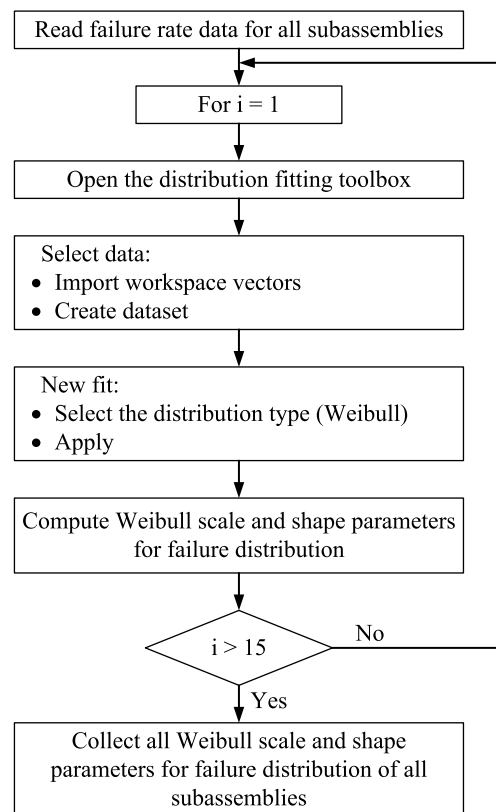 Read failure rate data for all subassemblies
For i = 1
Open the distribution fitting toolbox
Select data:
• Import workspace vectors
• Create dataset
New fit:
• Select the distribution type (Weibull)
• Apply
Compute Weibull scale and shape parameters
for failure distribution
i > 15
No
Yes
Collect all Weibull scale and shape
parameters for failure distribution of all
subassemblies